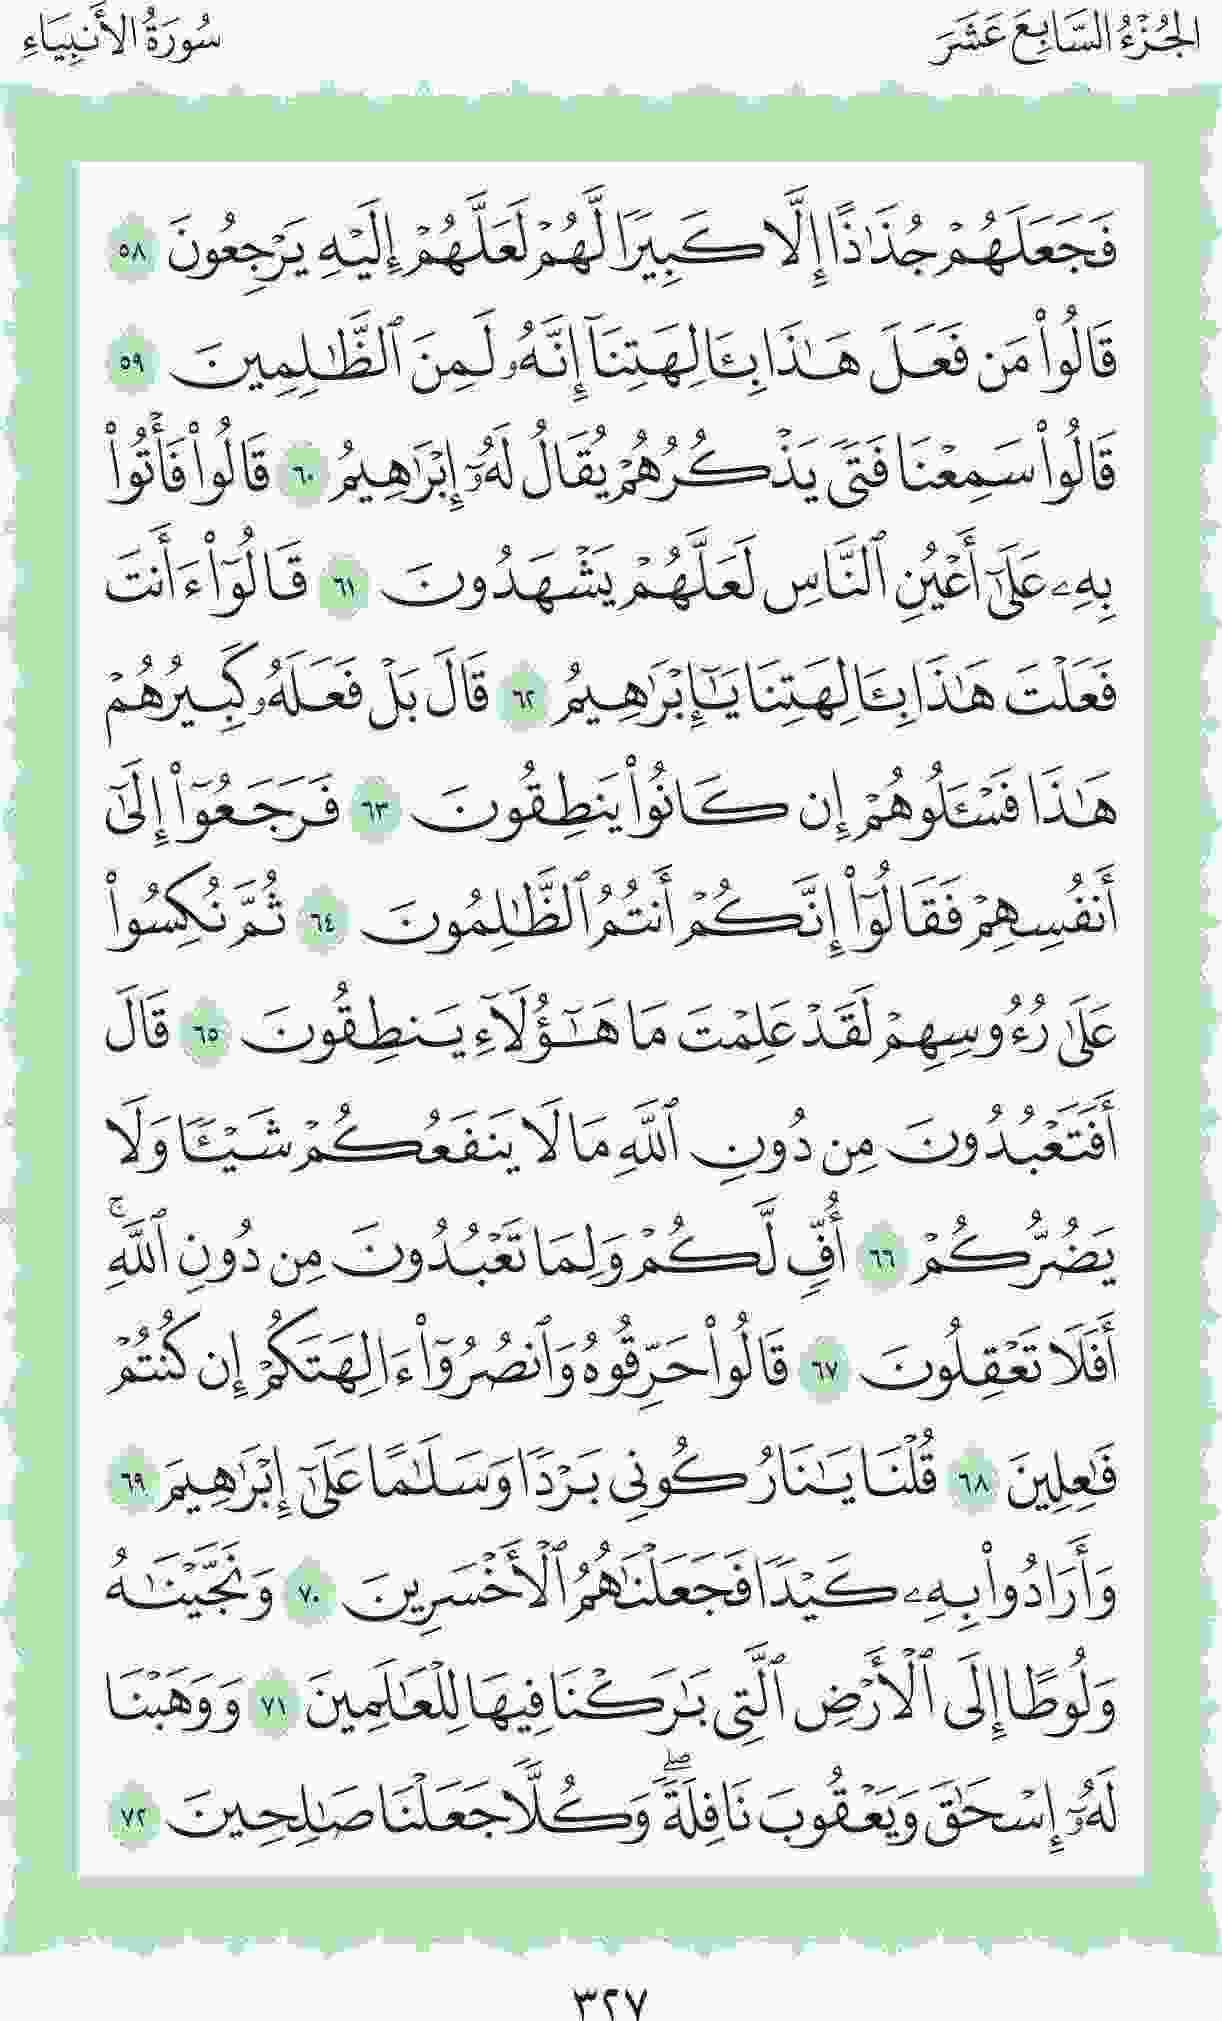 الجُزْءُ السَّابِعَ عَشَرَ
سُورَةُ الأَنبِيَاءِ
فَجَعَلَهُمْ جُذَٰذًا إِلَّا كَبِيرًا لَّهُمْ لَعَلَّهُمْ إِلَيْهِ يَرْجِعُونَ ٥٨
قَالُوا۟ مَن فَعَلَ هَـٰذَا بِـَٔالِهَتِنَآ إِنَّهُۥ لَمِنَ ٱلظَّـٰلِمِينَ ٥٩
قَالُوا۟ سَمِعْنَا فَتًى يَذْكُرُهُمْ يُقَالُ لَهُۥٓ إِبْرَٰهِيمُ ٦٠ قَالُوا۟ فَأْتُوا۟
بِهِۦ عَلَىٰٓ أَعْيُنِ ٱلنَّاسِ لَعَلَّهُمْ يَشْهَدُونَ ٦١ قَالُوٓا۟ ءَأَنتَ
فَعَلْتَ هَـٰذَا بِـَٔالِهَتِنَا يَـٰٓإِبْرَٰهِيمُ ٦٢ قَالَ بَلْ فَعَلَهُۥ كَبِيرُهُمْ
هَـٰذَا فَسْـَٔلُوهُمْ إِن كَانُوا۟ يَنطِقُونَ ٦٣ فَرَجَعُوٓا۟ إِلَىٰٓ
أَنفُسِهِمْ فَقَالُوٓا۟ إِنَّكُمْ أَنتُمُ ٱلظَّـٰلِمُونَ ٦٤ ثُمَّ نُكِسُوا۟
عَلَىٰ رُءُوسِهِمْ لَقَدْ عَلِمْتَ مَا هَـٰٓؤُلَآءِ يَنطِقُونَ ٦٥ قَالَ
أَفَتَعْبُدُونَ مِن دُونِ ٱللَّهِ مَا لَا يَنفَعُكُمْ شَيْـًٔا وَلَا
يَضُرُّكُمْ ٦٦ أُفٍّ لَّكُمْ وَلِمَا تَعْبُدُونَ مِن دُونِ ٱللَّهِ ۚ
أَفَلَا تَعْقِلُونَ ٦٧ قَالُوا۟ حَرِّقُوهُ وَٱنصُرُوٓا۟ ءَالِهَتَكُمْ إِن كُنتُمْ
فَـٰعِلِينَ ٦٨ قُلْنَا يَـٰنَارُ كُونِى بَرْدًا وَسَلَـٰمًا عَلَىٰٓ إِبْرَٰهِيمَ ٦٩
وَأَرَادُوا۟ بِهِۦ كَيْدًا فَجَعَلْنَـٰهُمُ ٱلْأَخْسَرِينَ ٧٠ وَنَجَّيْنَـٰهُ
وَلُوطًا إِلَى ٱلْأَرْضِ ٱلَّتِى بَـٰرَكْنَا فِيهَا لِلْعَـٰلَمِينَ ٧١ وَوَهَبْنَا
لَهُۥٓ إِسْحَـٰقَ وَيَعْقُوبَ نَافِلَةً ۖ وَكُلًّا جَعَلْنَا صَـٰلِحِينَ ٧٢
٣٢٧